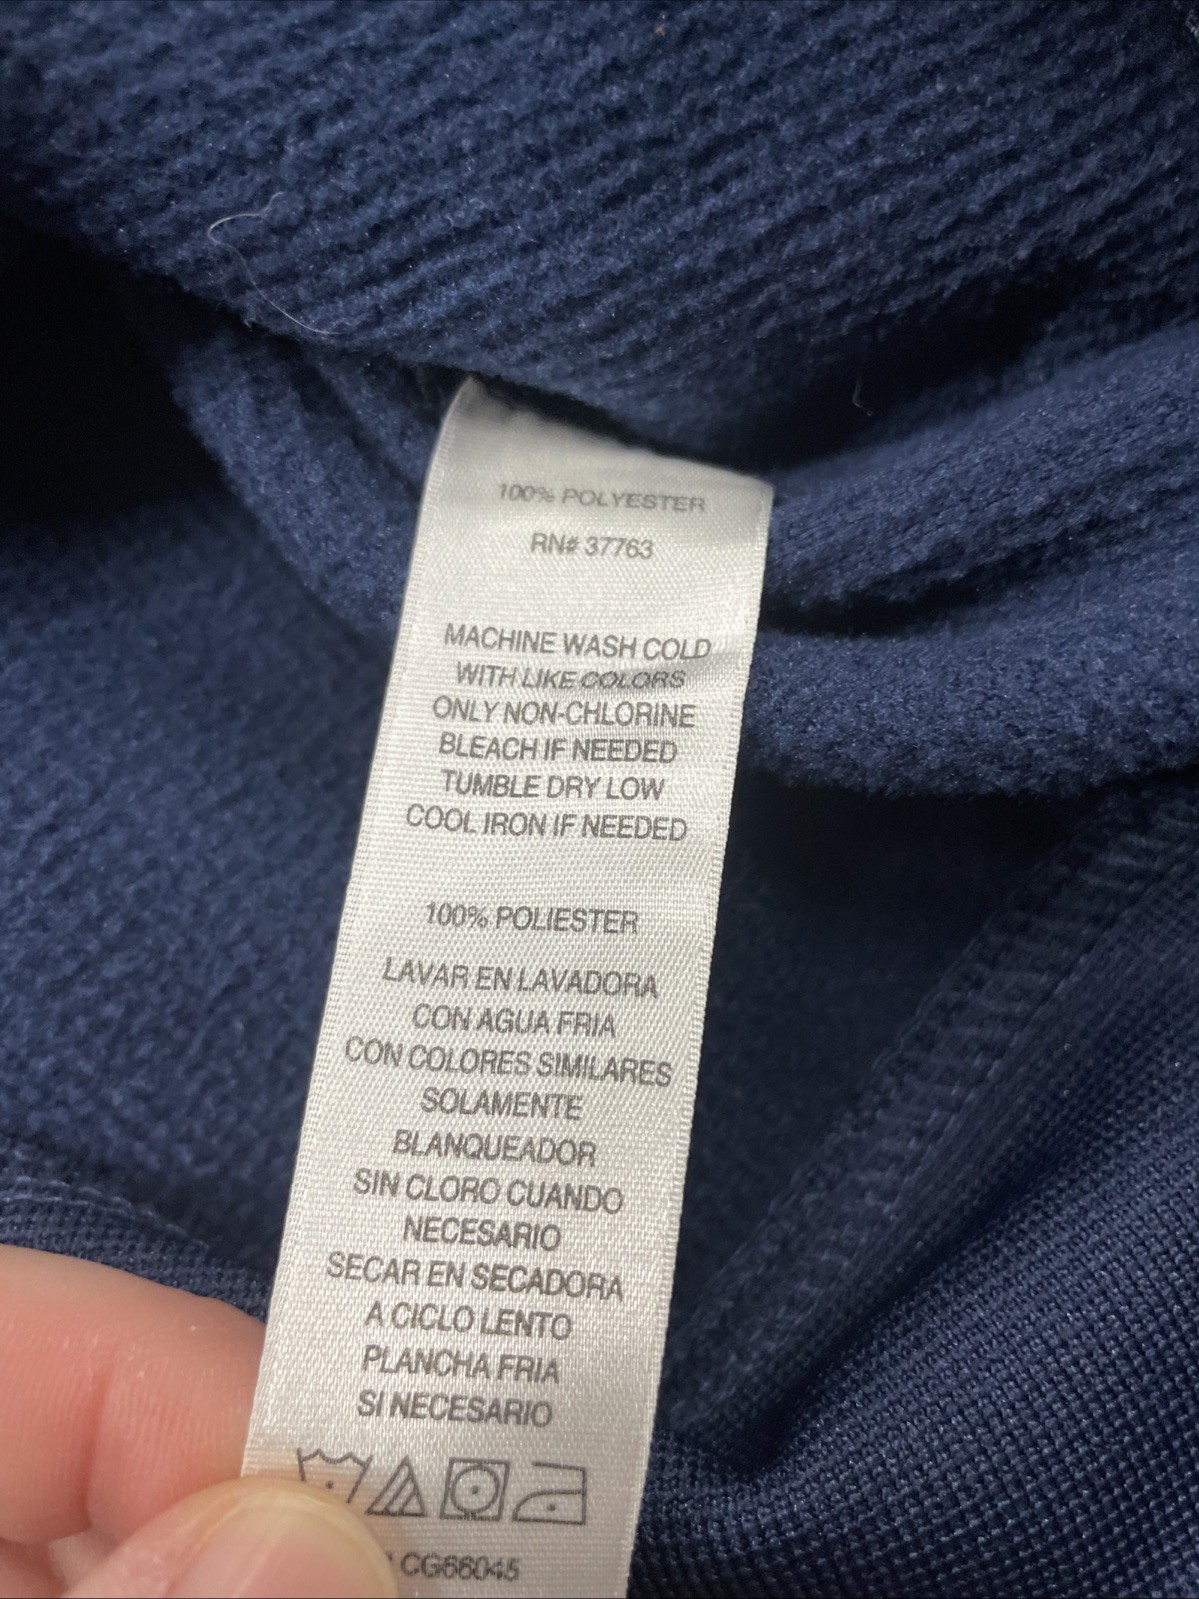 100% POLYESTER
RN# 37763
MACHINE WASH COLD
WITH LIKE COLORS
ONLY NON-CHLORINE
BLEACH IF NEEDED
TUMBLE DRY LOW
COOL IRON IF NEEDED
100% POLIESTER
LAVAR EN LAVADORA
CON AGUA FRIA
CON COLORES SIMILARES
SOLAMENTE
BLANQUEADOR
SIN CLORO CUANDO
NECESARIO
SECAR EN SECADORA
A CICLO LENTO
PLANCHA FRIA
SI NECESARIO
CG66045